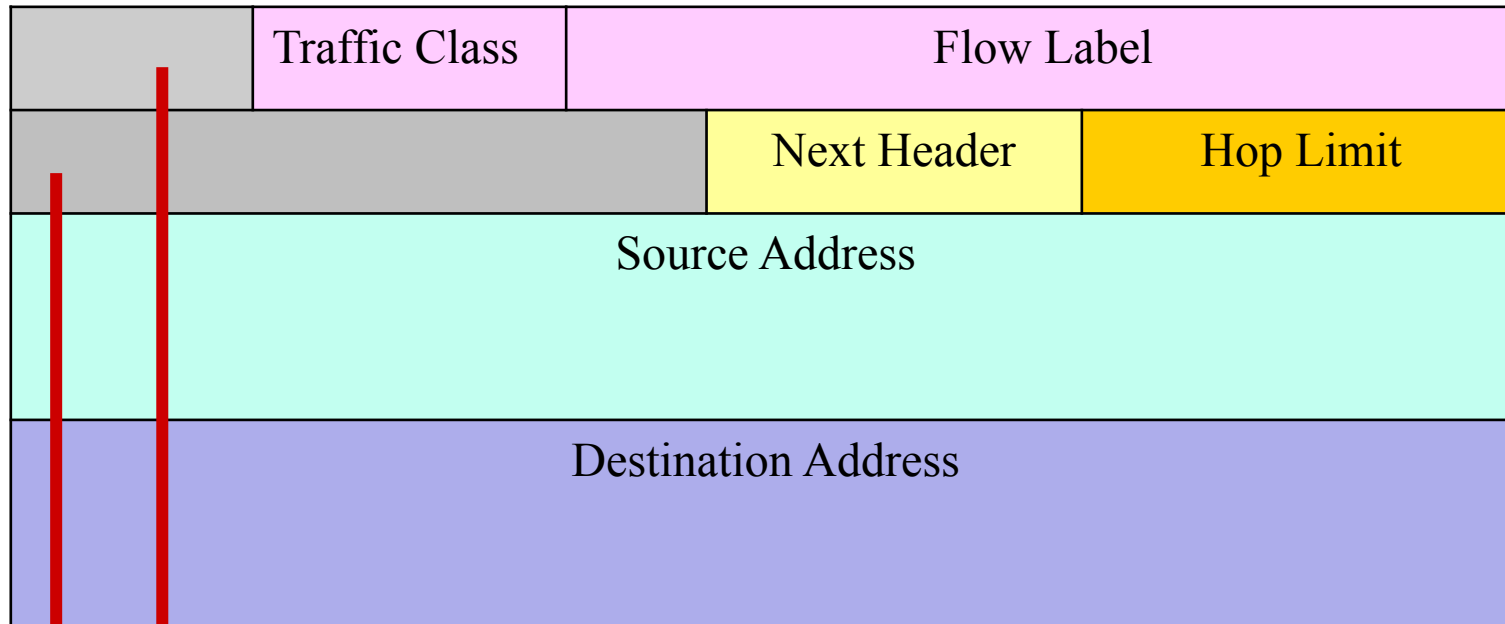 Traffic Class
Flow Label
Next Header
Hop Limit
Source Address
Destination Address